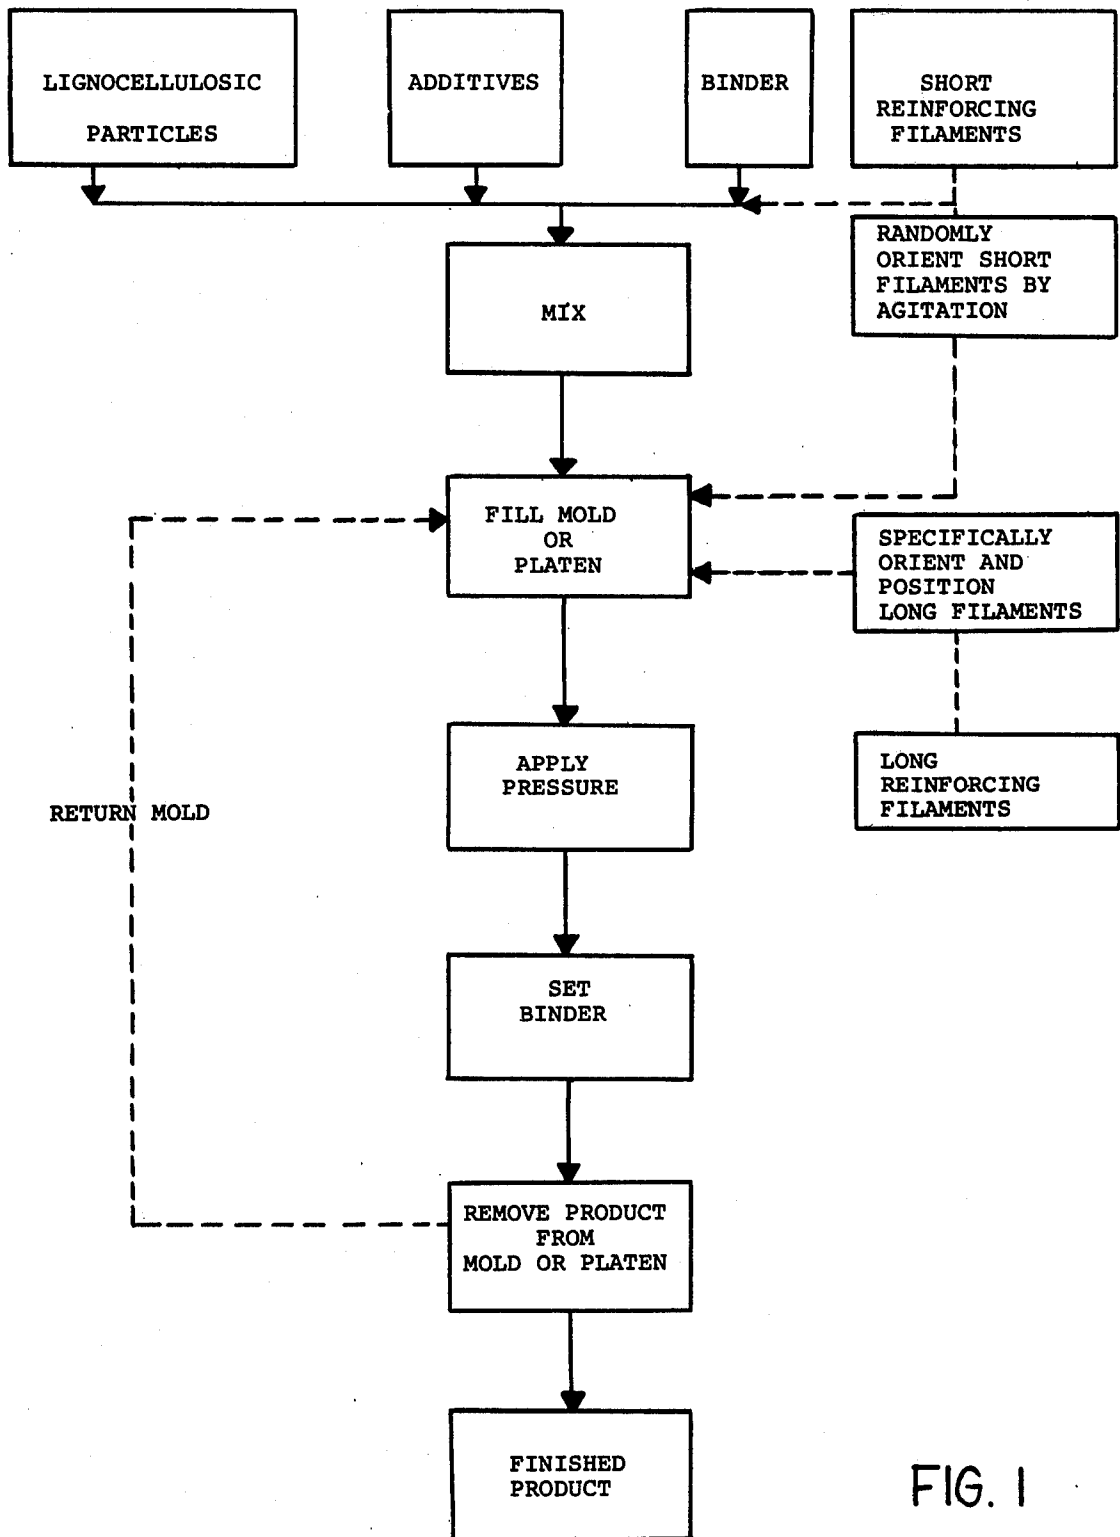 LIGNOCELLULOSIC
PARTICLES
ADDITIVES
BINDER
SHORT
REINFORCING
FILAMENTS
RANDOMLY
ORIENT SHORT
FILAMENTS BY
AGITATION
MIX
FILL MOLD
OR
PLATEN
SPECIFICALLY
ORIENT AND
POSITION
LONG FILAMENTS
APPLY
PRESSURE
LONG
REINFORCING
FILAMENTS
RETURN MOLD
SET
BINDER
REMOVE PRODUCT
FROM
MOLD OR PLATEN
FINISHED
PRODUCT
FIG. 1